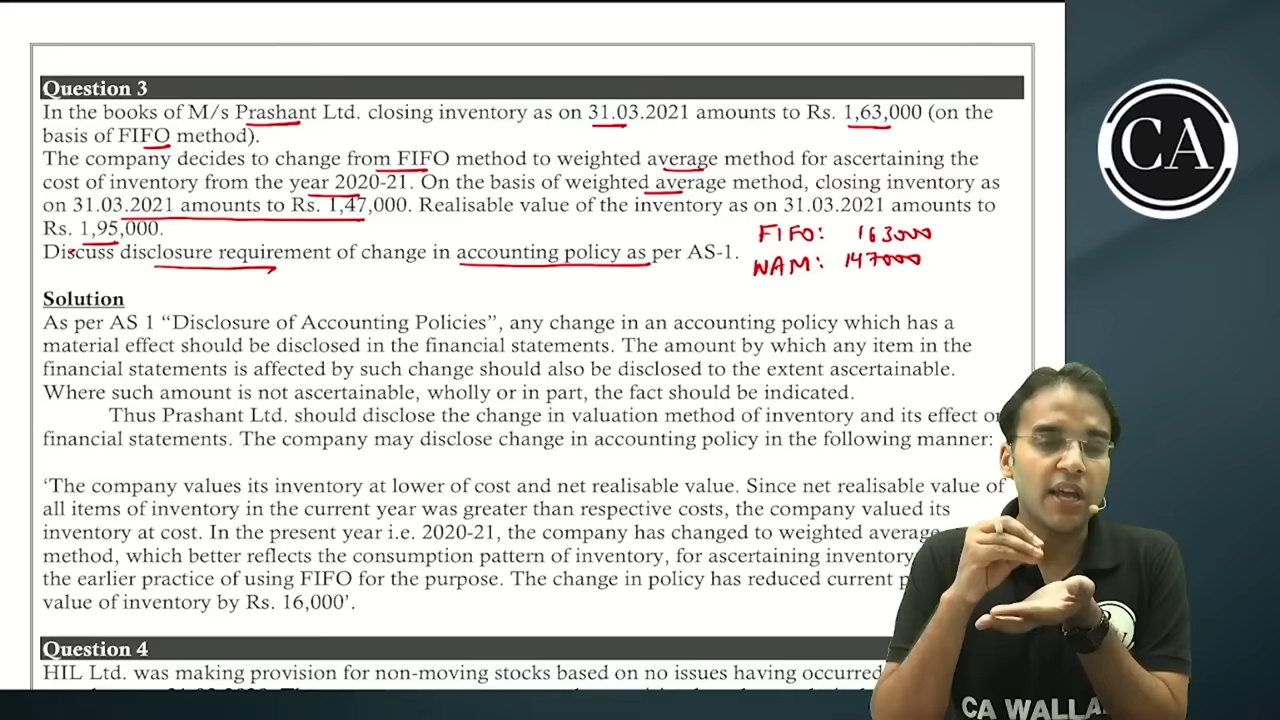 Question 3
In the books of M/s Prashant Ltd. closing inventory as on 31.03.2021 amounts to Rs. 1,63,000 (on the
basis of FIFO method).
The company decides to change from FIFO method to weighted average method for ascertaining the
cost of inventory from the year 2020-21. On the basis of weighted average method, closing inventory as
on 31.03.2021 amounts to Rs. 1,47,000. Realisable value of the inventory as on 31.03.2021 amounts to
Rs. 1,95,000.
Discuss disclosure requirement of change in accounting policy as per AS-1.
FIFO: 163000
WAM: 147000
Solution
As per AS 1 “Disclosure of Accounting Policies”, any change in an accounting policy which has a
material effect should be disclosed in the financial statements. The amount by which any item in the
financial statements is affected by such change should also be disclosed to the extent ascertainable.
Where such amount is not ascertainable, wholly or in part, the fact should be indicated.
Thus Prashant Ltd. should disclose the change in valuation method of inventory and its effect on
financial statements. The company may disclose change in accounting policy in the following manner:
‘The company values its inventory at lower of cost and net realisable value. Since net realisable value of
all items of inventory in the current year was greater than respective costs, the company valued its
inventory at cost. In the present year i.e. 2020-21, the company has changed to weighted average
method, which better reflects the consumption pattern of inventory, for ascertaining inventory
the earlier practice of using FIFO for the purpose. The change in policy has reduced current
value of inventory by Rs. 16,000’.
Question 4
HIL Ltd. was making provision for non-moving stocks based on no issues having occurred
CA
CA WALLA